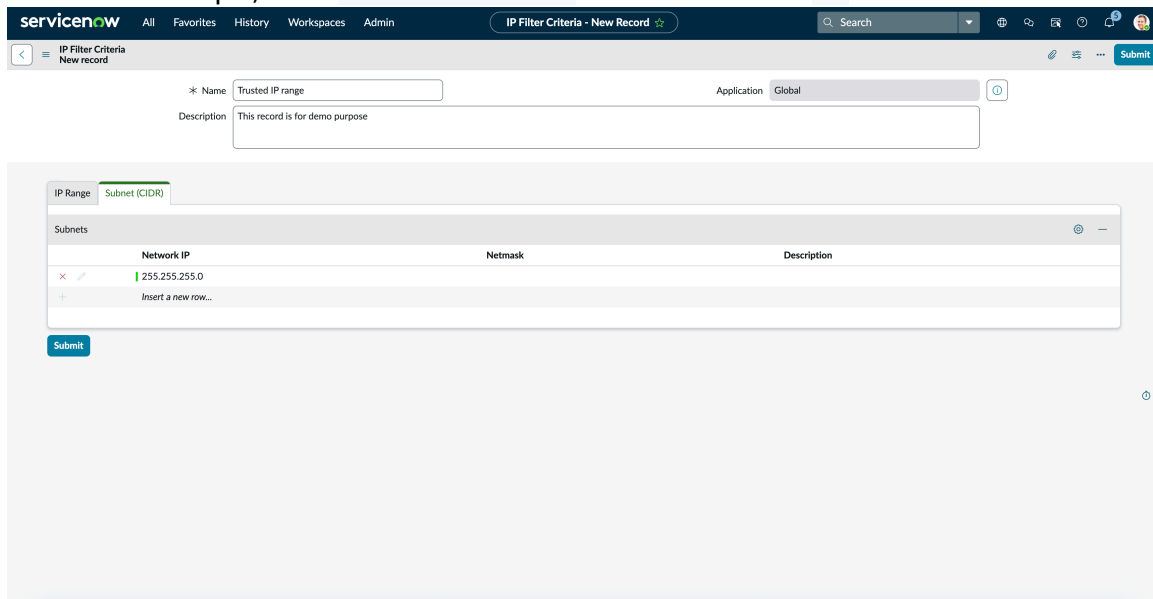 servicenow All Favorites History Workspaces Admin IP Filter Criteria - New Record Search 5
IP Filter Criteria
New record
Submit
Name Trusted IP range Application Global
Description This record is for demo purpose
IP Range Subnet (CIDR)
Subnets
Network IP Netmask Description
255.255.255.0
Insert a new row...
Submit